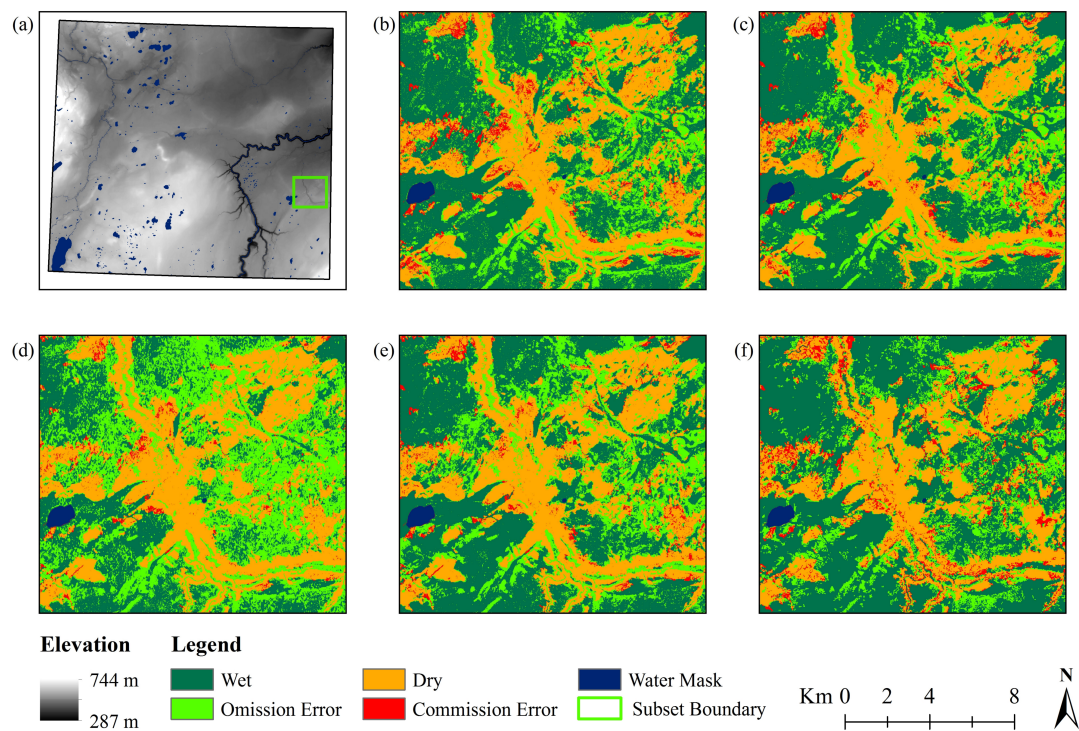 (a)
(b)
(c)
(d)
(e)
(f)
Elevation
744 m
287 m
Legend
Wet
Dry
Water Mask
Omission Error
Commission Error
Subset Boundary
Km 0 2 4 8
N